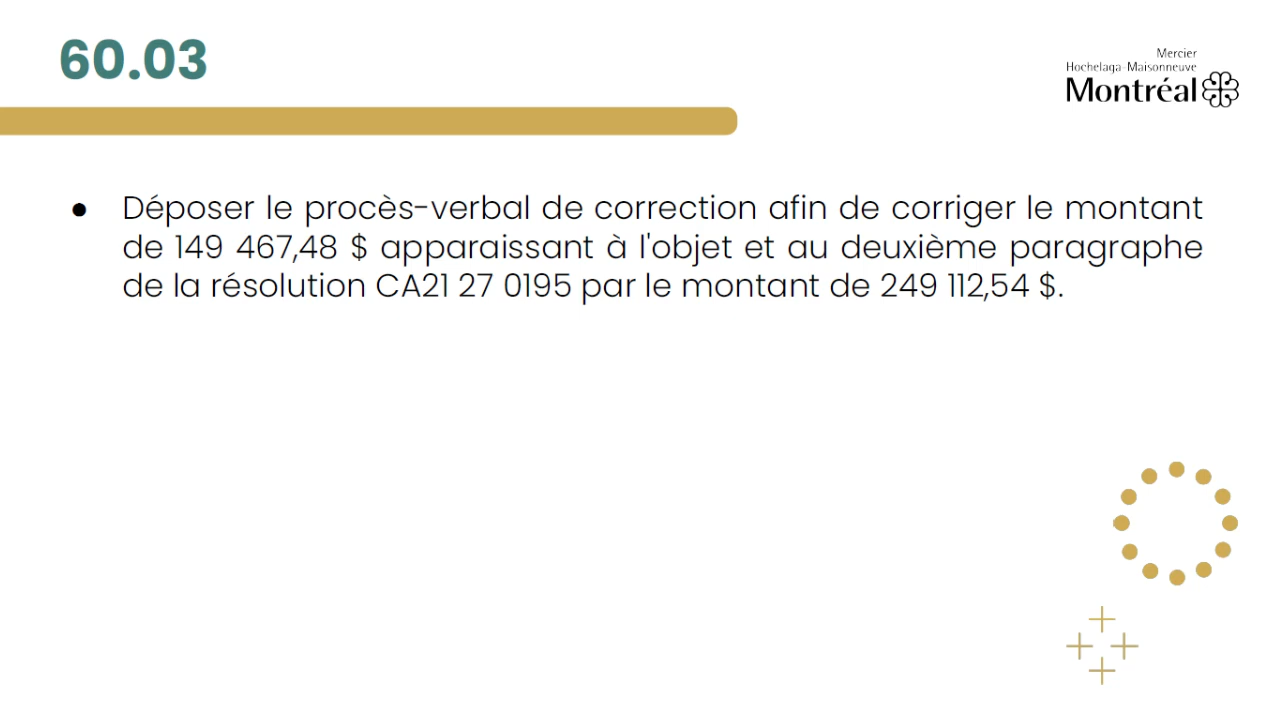 60.03
Mercier
Hochelaga-Maisonneuve
Montréal
● Déposer le procès-verbal de correction afin de corriger le montant
de 149 467,48 $ apparaissant à l'objet et au deuxième paragraphe
de la résolution CA21 27 0195 par le montant de 249 112,54 $.